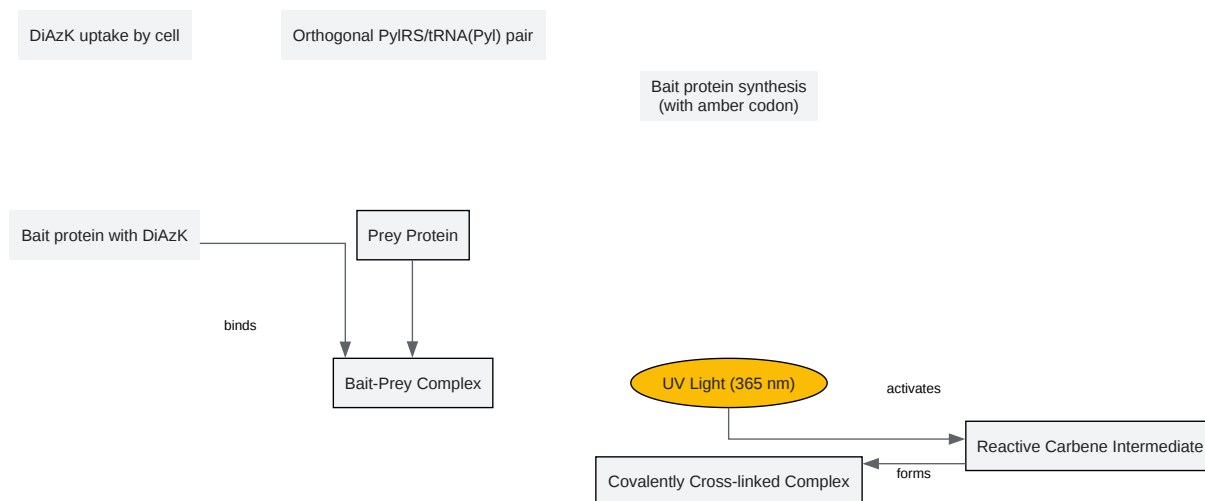 DiAzK uptake by cell
Orthogonal PylRS/tRNA(Pyl) pair
Bait protein synthesis
(with amber codon)
Bait protein with DiAzK
Prey Protein
binds
Bait-Prey Complex
UV Light (365 nm)
activates
Reactive Carbene Intermediate
forms
Covalently Cross-linked Complex